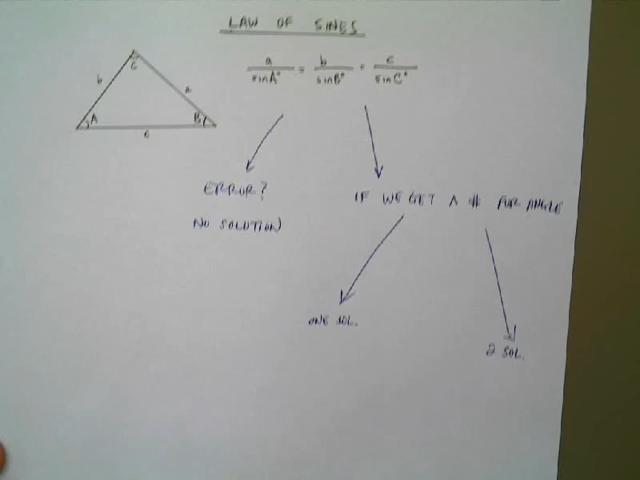 LAW OF SINES
a/sinA° = b/sinB° = c/sinC°
C
b
a
A
B
c
ERROR?
IF WE GET A # FOR ANGLE
NO SOLUTION
ONE SOL.
2 SOL.